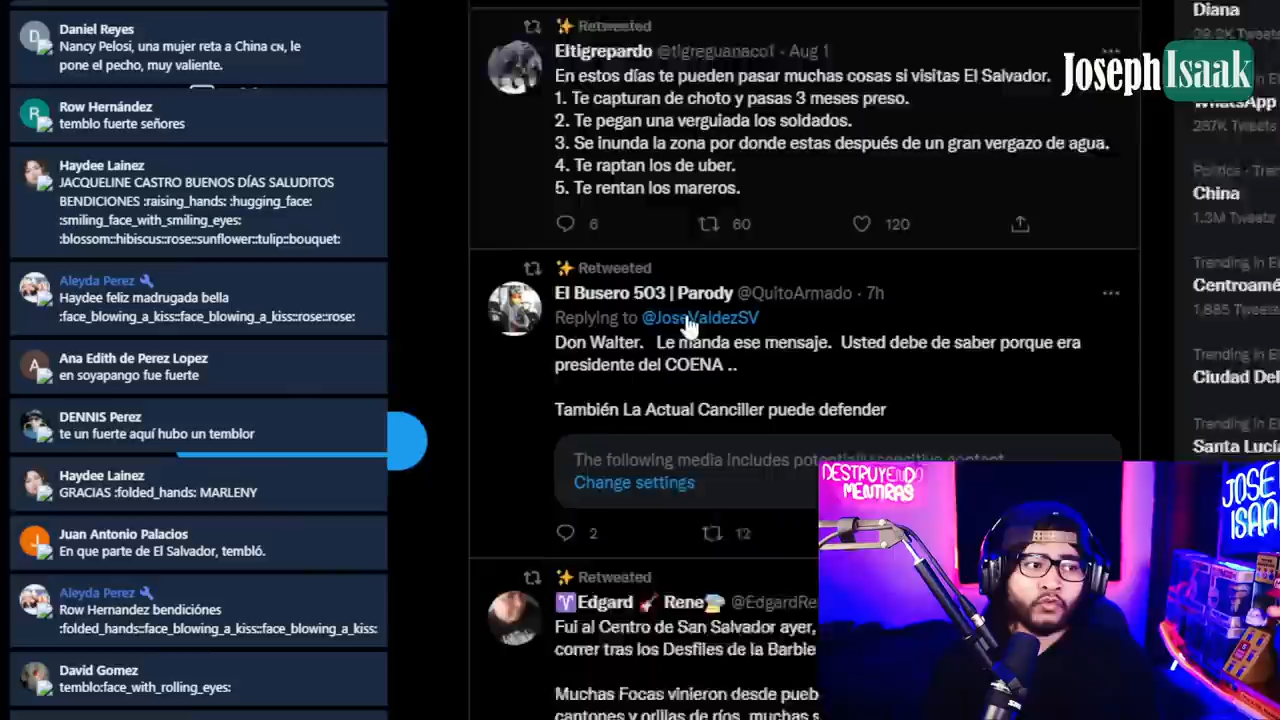 Daniel Reyes
Nancy Pelosi, una mujer reta a China CN, le
pone el pecho, muy valiente.
Row Hernández
temblo fuerte señores
Haydee Lainez
JACQUELINE CASTRO BUENOS DÍAS SALUDITOS
BENDICIONES :raising_hands: :hugging_face:
:smiling_face_with_smiling_eyes:
:blossom::hibiscus::rose::sunflower::tulip::bouquet:
Aleyda Perez
Haydee feliz madrugada bella
:face_blowing_a_kiss::face_blowing_a_kiss::rose::rose:
Ana Edith de Perez Lopez
en soyapango fue fuerte
DENNIS Perez
te un fuerte aquí hubo un temblor
Haydee Lainez
GRACIAS :folded_hands: MARLENY
Juan Antonio Palacios
En que parte de El Salvador, tembló.
Aleyda Perez
Row Hernandez bendiciónes
:folded_hands::face_blowing_a_kiss::face_blowing_a_kiss:
David Gomez
temblo:face_with_rolling_eyes:
Retweeted
Eltigrepardo @tigreguanaco1 · Aug 1
En estos días te pueden pasar muchas cosas si visitas El Salvador.
1. Te capturan de choto y pasas 3 meses preso.
2. Te pegan una verguiada los soldados.
3. Se inunda la zona por donde estas después de un gran vergazo de agua.
4. Te raptan los de uber.
5. Te rentan los mareros.
6 60 120
Retweeted
El Busero 503 | Parody @QuitoArmado · 7h
Replying to @JoseValdezSV
Don Walter. Le manda ese mensaje. Usted debe de saber porque era
presidente del COENA ..
También La Actual Canciller puede defender
The following media includes potentially sensitive content.
Change settings
2 12
Retweeted
Edgard Rene @EdgardRe
Fui al Centro de San Salvador ayer,
correr tras los Desfiles de la Barbie
Muchas Focas vinieron desde pueb
cantones y orillas de ríos, muchas s
Diana
JOSEPH ISAAK
WhatsApp
287K Tweets
Politics · Tren
China
1.3M Tweets
Trending in El
Centroamé
1,885 Tweets
Trending in E
Ciudad Del
Trending in E
Santa Lucí
DESTRUYENDO
MENTIRAS
JOSE
ISAA